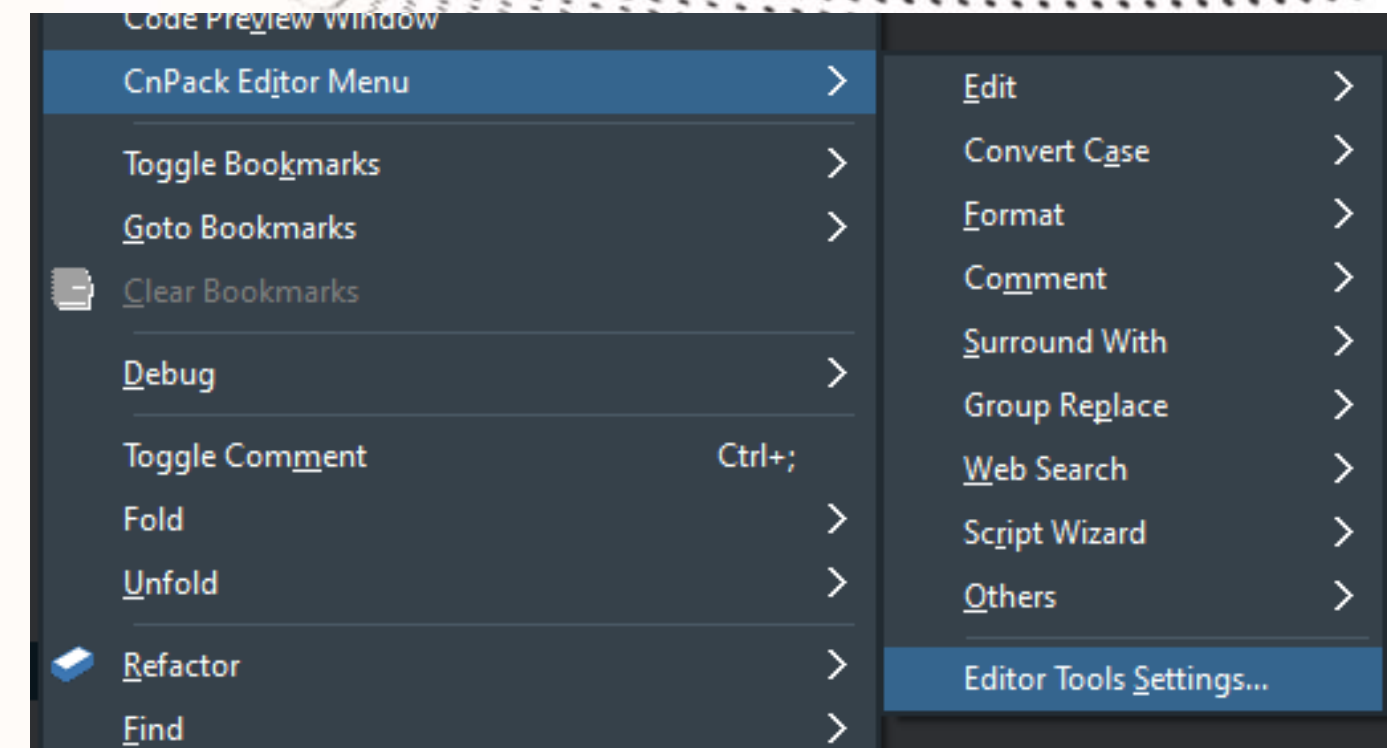 Code Preview Window
CnPack Editor Menu
Toggle Bookmarks
Goto Bookmarks
Clear Bookmarks
Debug
Toggle Comment Ctrl+;
Fold
Unfold
Refactor
Find
Edit
Convert Case
Format
Comment
Surround With
Group Replace
Web Search
Script Wizard
Others
Editor Tools Settings...